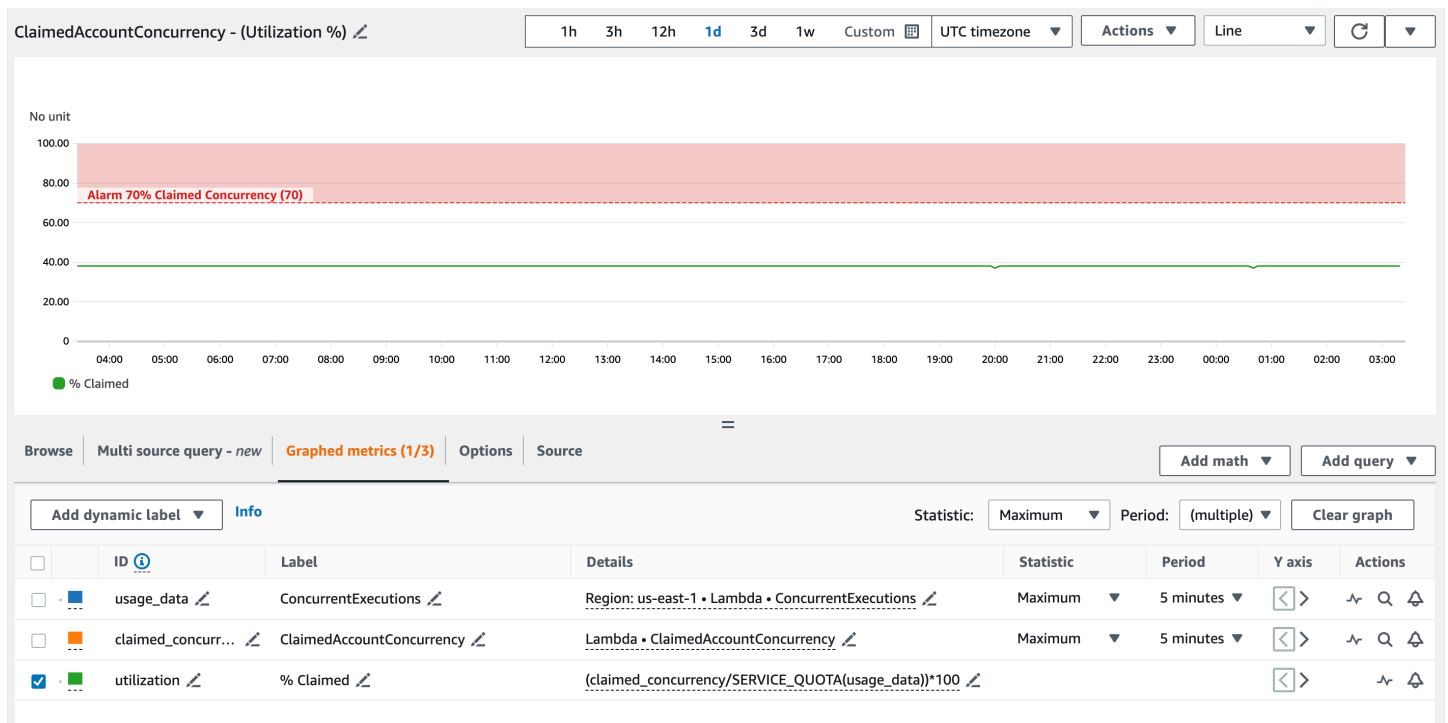 ClaimedAccountConcurrency - (Utilization %)
1h 3h 12h 1d 3d 1w Custom UTC timezone Actions Line
No unit
100.00
80.00
Alarm 70% Claimed Concurrency (70)
60.00
40.00
20.00
0
04:00 05:00 06:00 07:00 08:00 09:00 10:00 11:00 12:00 13:00 14:00 15:00 16:00 17:00 18:00 19:00 20:00 21:00 22:00 23:00 00:00 01:00 02:00 03:00
% Claimed
Browse Multi source query - new Graphed metrics (1/3) Options Source
Add math Add query
Add dynamic label Info Statistic: Maximum Period: (multiple) Clear graph
ID Label Details Statistic Period Y axis Actions
usage_data ConcurrentExecutions Region: us-east-1 • Lambda • ConcurrentExecutions Maximum 5 minutes
claimed_concurr... ClaimedAccountConcurrency Lambda • ClaimedAccountConcurrency Maximum 5 minutes
utilization % Claimed (claimed_concurrency/SERVICE_QUOTA(usage_data))*100